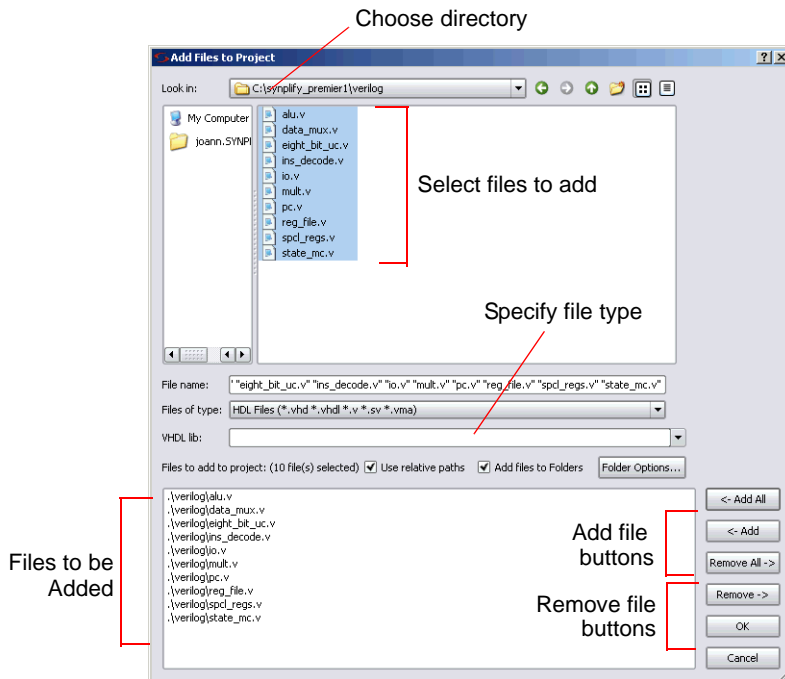 Choose directory
Add Files to Project
Look in: C:\synplify_premier1\verilog
My Computer
joann.SYNPI
alu.v
data_mux.v
eight_bit_uc.v
ins_decode.v
io.v
mult.v
pc.v
reg_file.v
spcl_regs.v
state_mc.v
Select files to add
Specify file type
File name: ' "eight_bit_uc.v" "ins_decode.v" "io.v" "mult.v" "pc.v" "reg_file.v" "spcl_regs.v" "state_mc.v"
Files of type: HDL Files (*.vhd *.vhdl *.v *.sv *.vma)
VHDL lib:
Files to add to project: (10 file(s) selected) Use relative paths Add files to Folders Folder Options...
.\verilog\alu.v
.\verilog\data_mux.v
.\verilog\eight_bit_uc.v
.\verilog\ins_decode.v
.\verilog\io.v
.\verilog\mult.v
.\verilog\pc.v
.\verilog\reg_file.v
.\verilog\spcl_regs.v
.\verilog\state_mc.v
Files to be
Added
Add file
buttons
Remove file
buttons
<- Add All
<- Add
Remove All ->
Remove ->
OK
Cancel